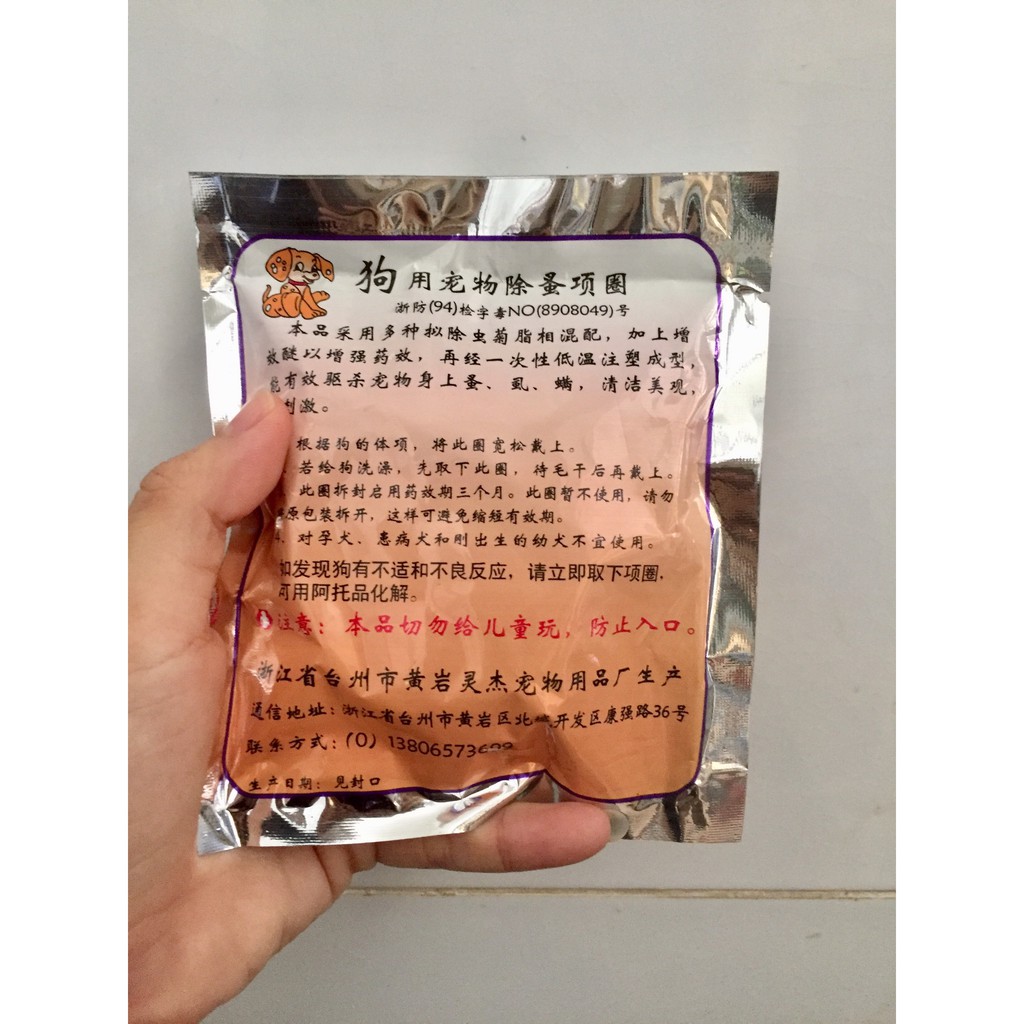 狗用宠物除蚤项圈
浙防(94)检字毒NO(8908049)号
本品采用多种拟除虫菊脂相混配，加上增
效醚以增强药效，再经一次性低温注塑成型，
能有效驱杀宠物身上蚤、虱、螨，清洁美观，
刺激。
根据狗的体项，将此圈宽松戴上。
、若给狗洗澡，先取下此圈，待毛干后再戴上。
、此圈拆封启用药效期三个月。此圈暂不使用，请勿
原包装拆开，这样可避免缩短有效期。
4、对孕犬、患病犬和刚出生的幼犬不宜使用。
如发现狗有不适和不良反应，请立即取下项圈，
可用阿托品化解。
注意：本品切勿给儿童玩，防止入口。
浙江省台州市黄岩灵杰宠物用品厂生产
通信地址：浙江省台州市黄岩区北城开发区康强路36号
联系方式：(0)
生产日期：见封口